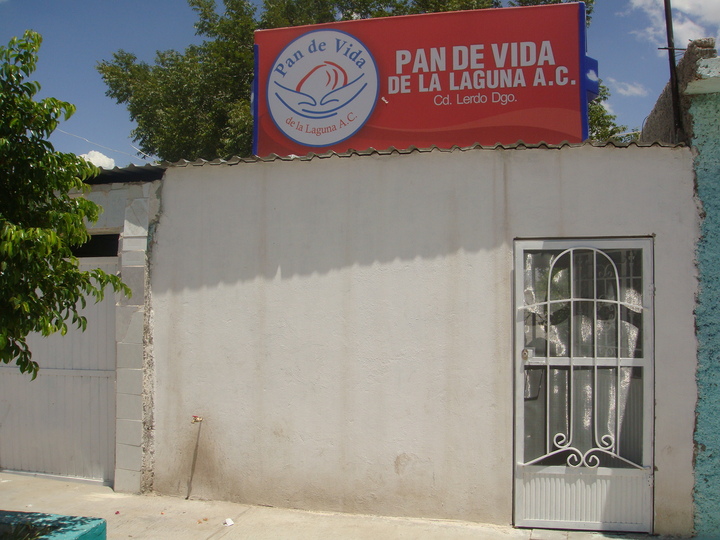 Pan de Vida
de la Laguna A.C.
PAN DE VIDA
DE LA LAGUNA A.C.
Cd. Lerdo Dgo.